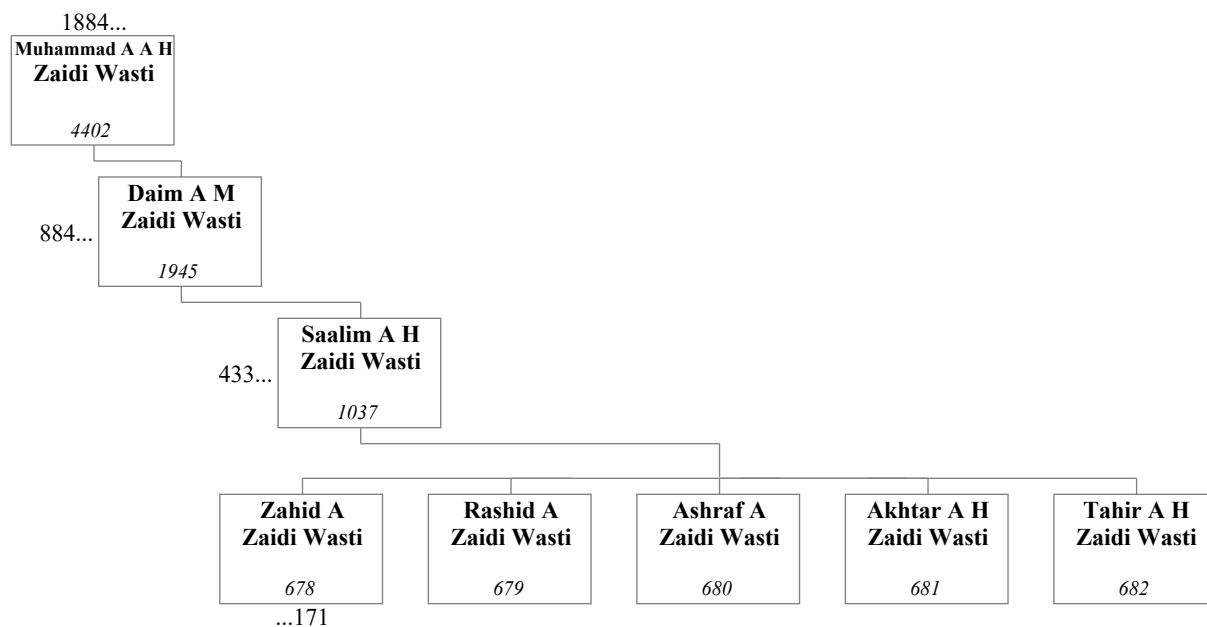 1884...
Muhammad A A H
Zaidi Wasti
4402
Daim A M
Zaidi Wasti
884...
1945
Saalim A H
Zaidi Wasti
433...
1037
Zahid A
Zaidi Wasti
678
...171
Rashid A
Zaidi Wasti
679
Ashraf A
Zaidi Wasti
680
Akhtar A H
Zaidi Wasti
681
Tahir A H
Zaidi Wasti
682